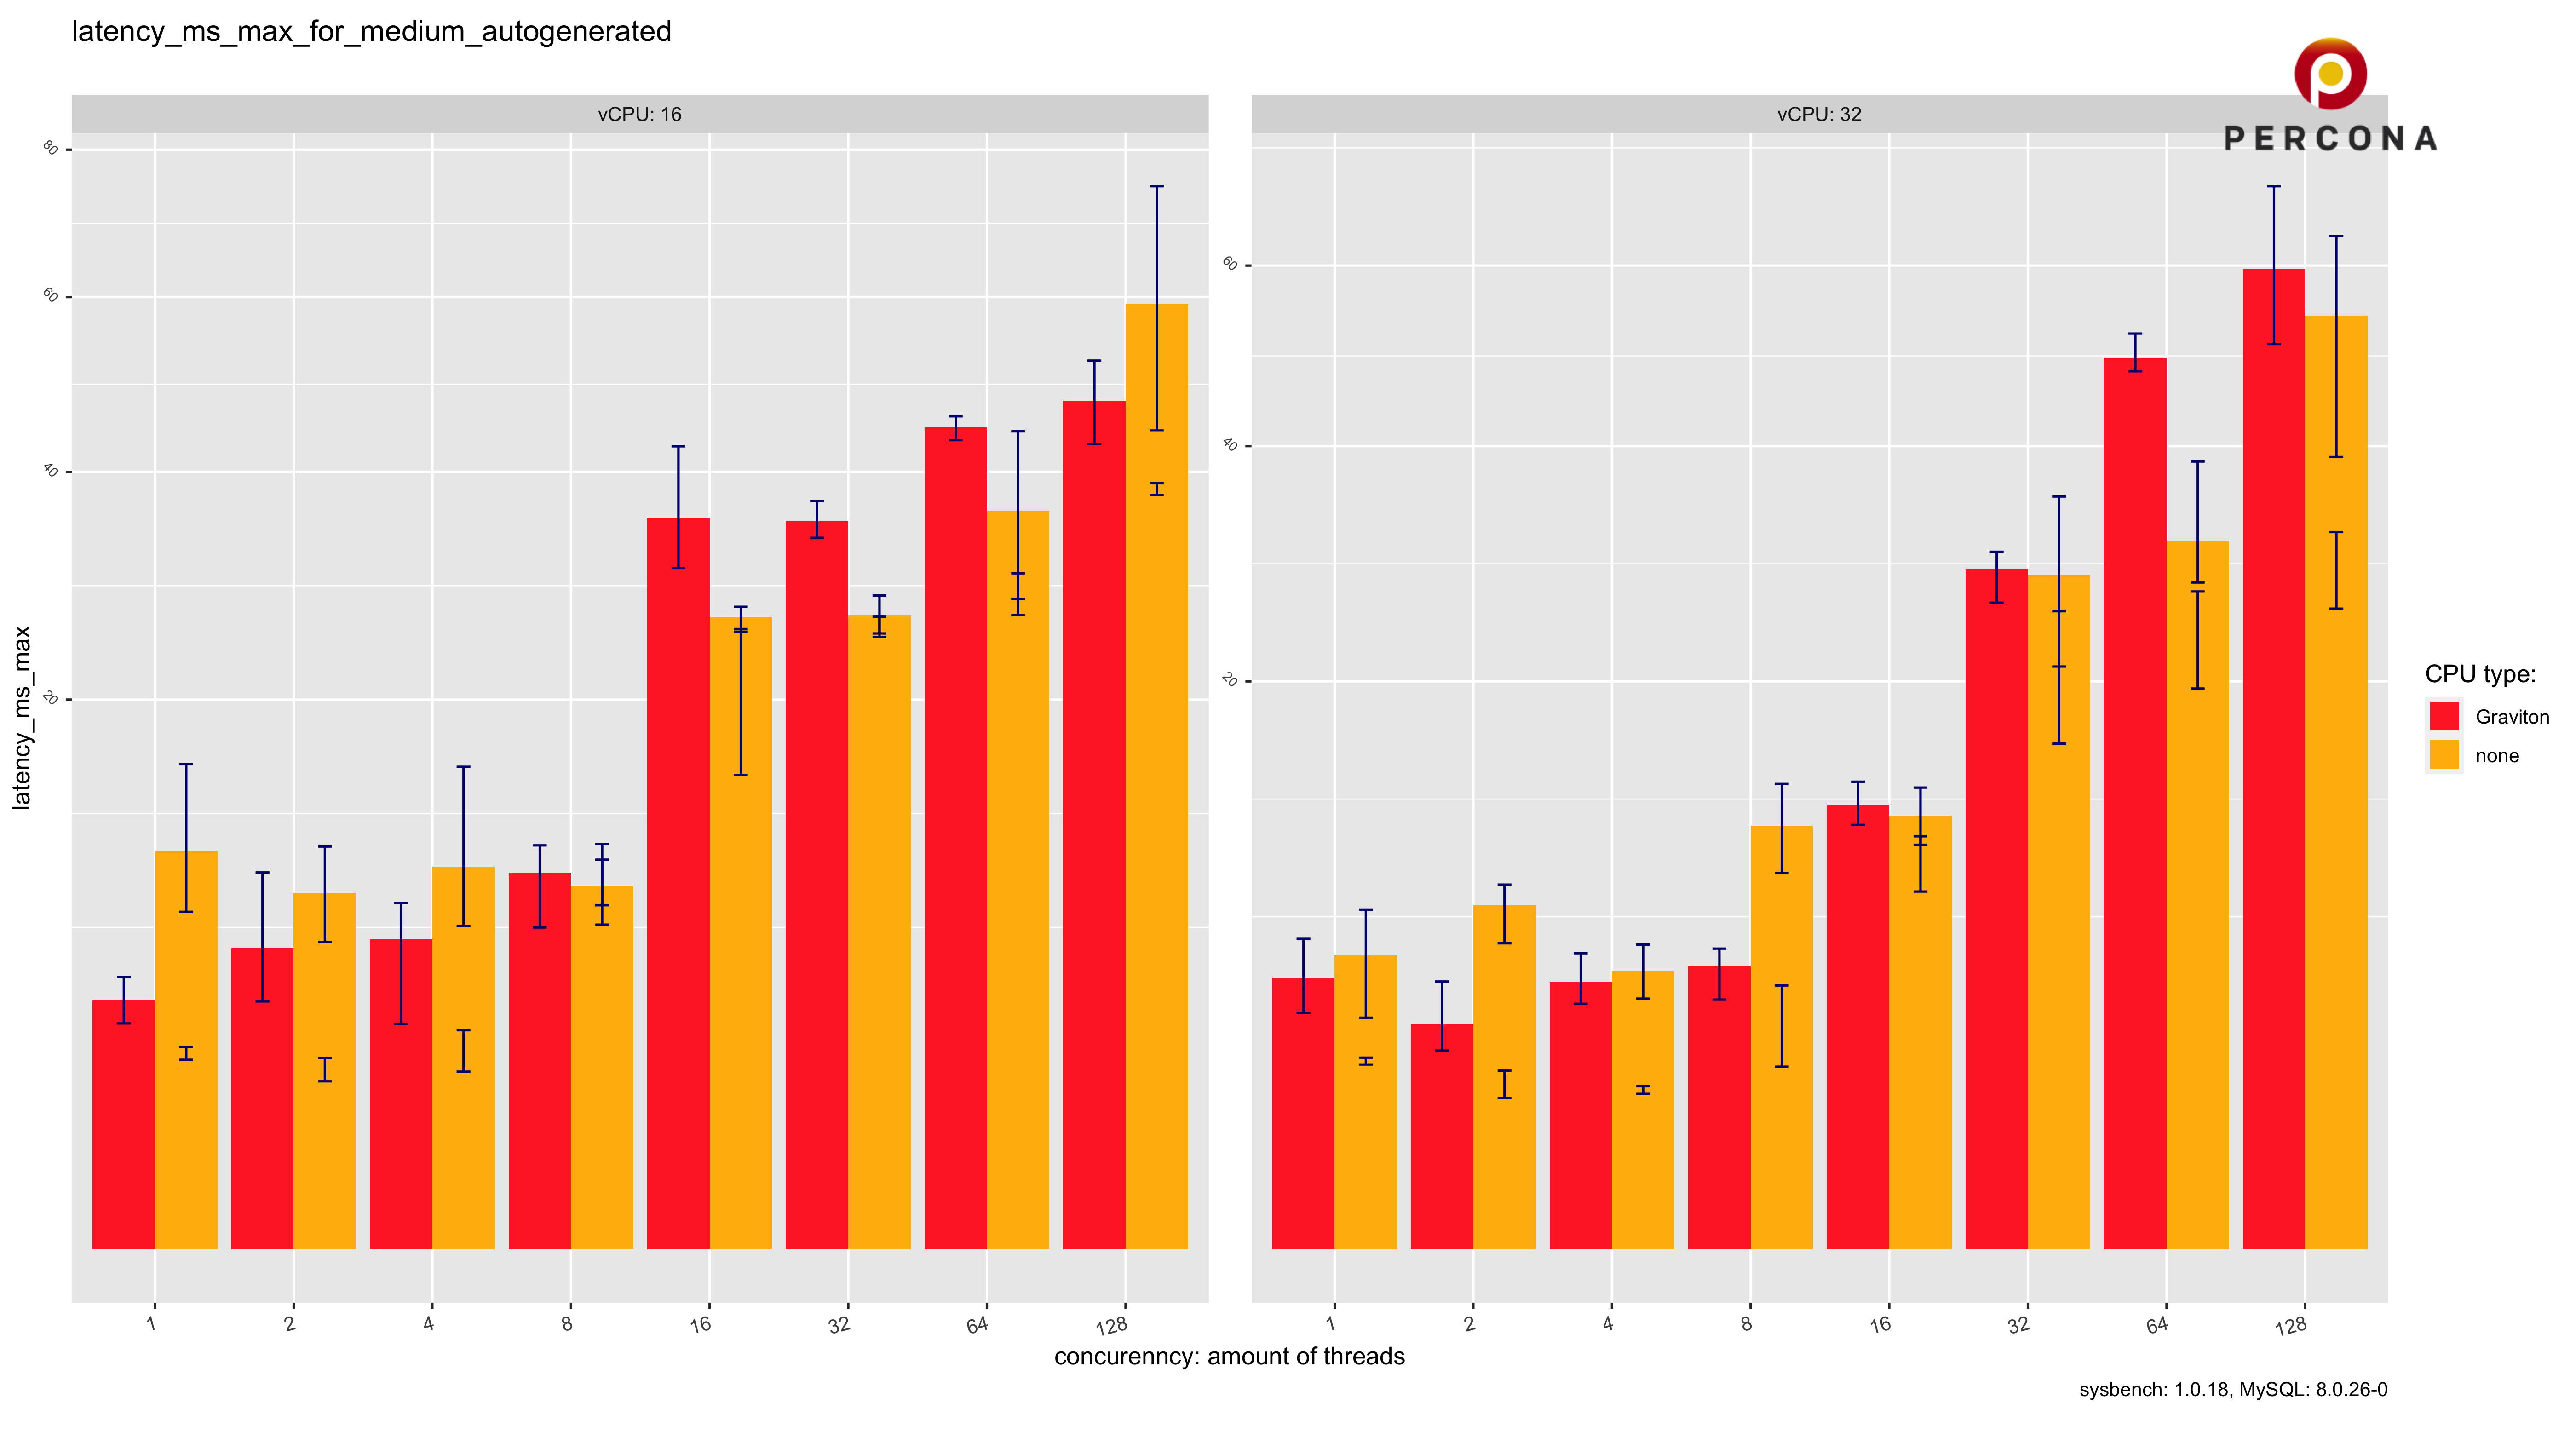 latency_ms_max_for_medium_autogenerated
PERCONA
vCPU: 16
vCPU: 32
80
60
40
20
60
40
20
latency_ms_max
1 2 4 8 16 32 64 128
1 2 4 8 16 32 64 128
concurenncy: amount of threads
CPU type:
Graviton
none
sysbench: 1.0.18, MySQL: 8.0.26-0